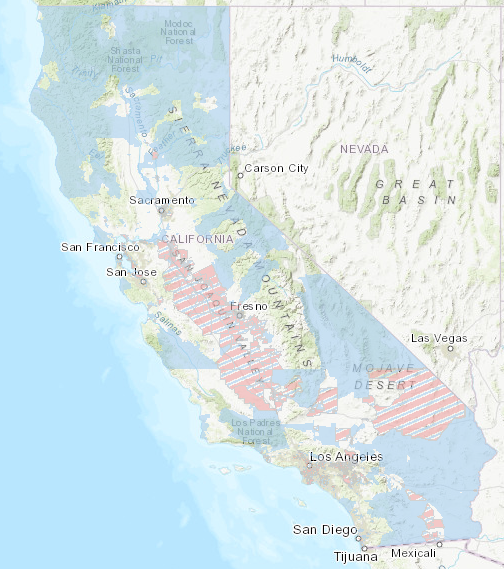 Modoc
National
Forest
Shasta
National
Forest
Humboldt
Sacramento
Feather
NEVADA
Carson City
GREAT
BASIN
SIERRA NEVADA MOUNTAINS
Sacramento
CALIFORNIA
San Francisco
San Jose
SAN JOAQUIN VALLEY
Fresno
Salinas
Las Vegas
MOJAVE
DESERT
Los Padres
National
Forest
Los Angeles
San Diego
Tijuana
Mexicali